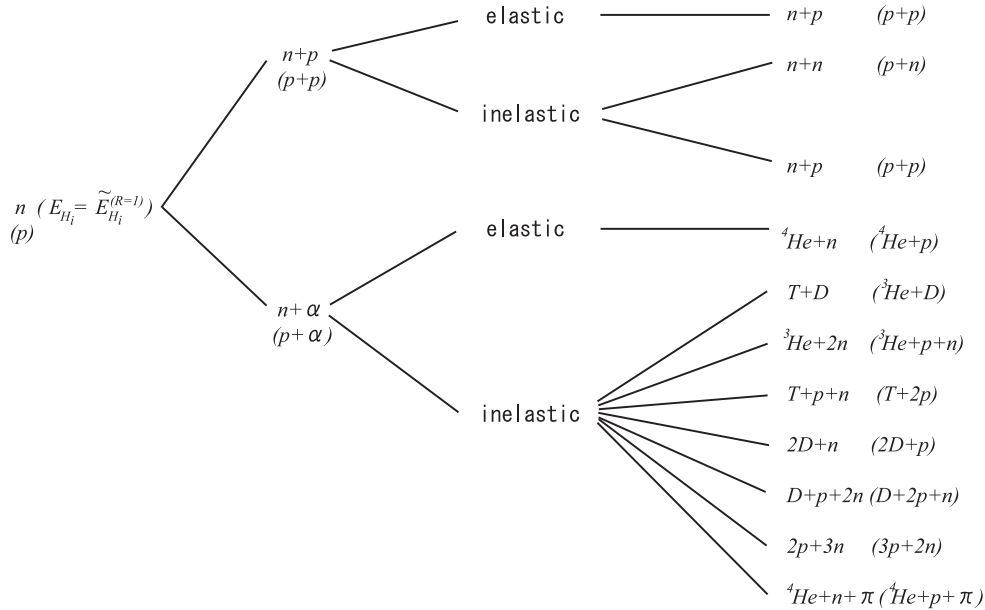 elastic n+p (p+p)
n+p
(p+p)
n+n (p+n)
inelastic
n+p (p+p)
n ( E_{H_i} = \tilde{E}_{H_i}^{(R=1)} )
(p)
elastic
^4He+n (^4He+p)
T+D (^3He+D)
n+α
(p+α)
^3He+2n (^3He+p+n)
T+p+n (T+2p)
inelastic
2D+n (2D+p)
D+p+2n (D+2p+n)
2p+3n (3p+2n)
^4He+n+π (^4He+p+π)